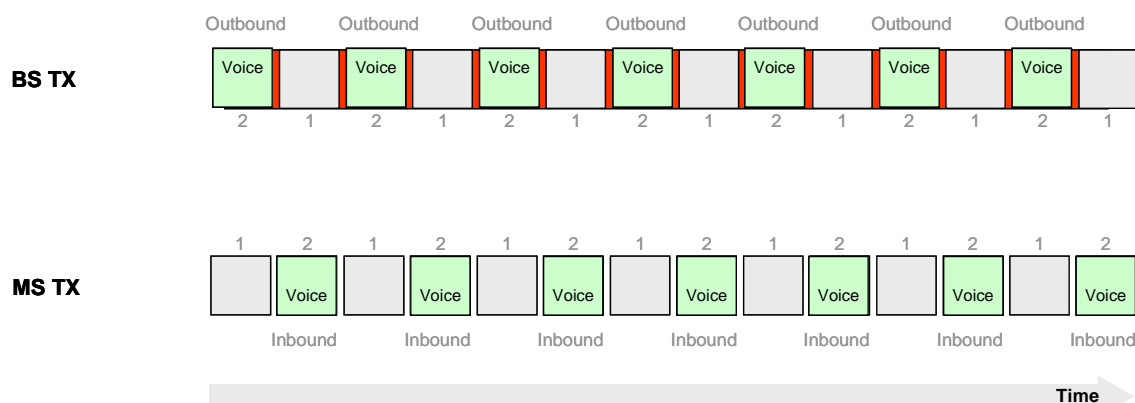 Outbound Outbound Outbound Outbound Outbound Outbound Outbound
BS TX Voice Voice Voice Voice Voice Voice Voice
2 1 2 1 2 1 2 1 2 1 2 1 2 1
1 2 1 2 1 2 1 2 1 2 1 2 1 2
MS TX Voice Voice Voice Voice Voice Voice Voice
Inbound Inbound Inbound Inbound Inbound Inbound Inbound
Time